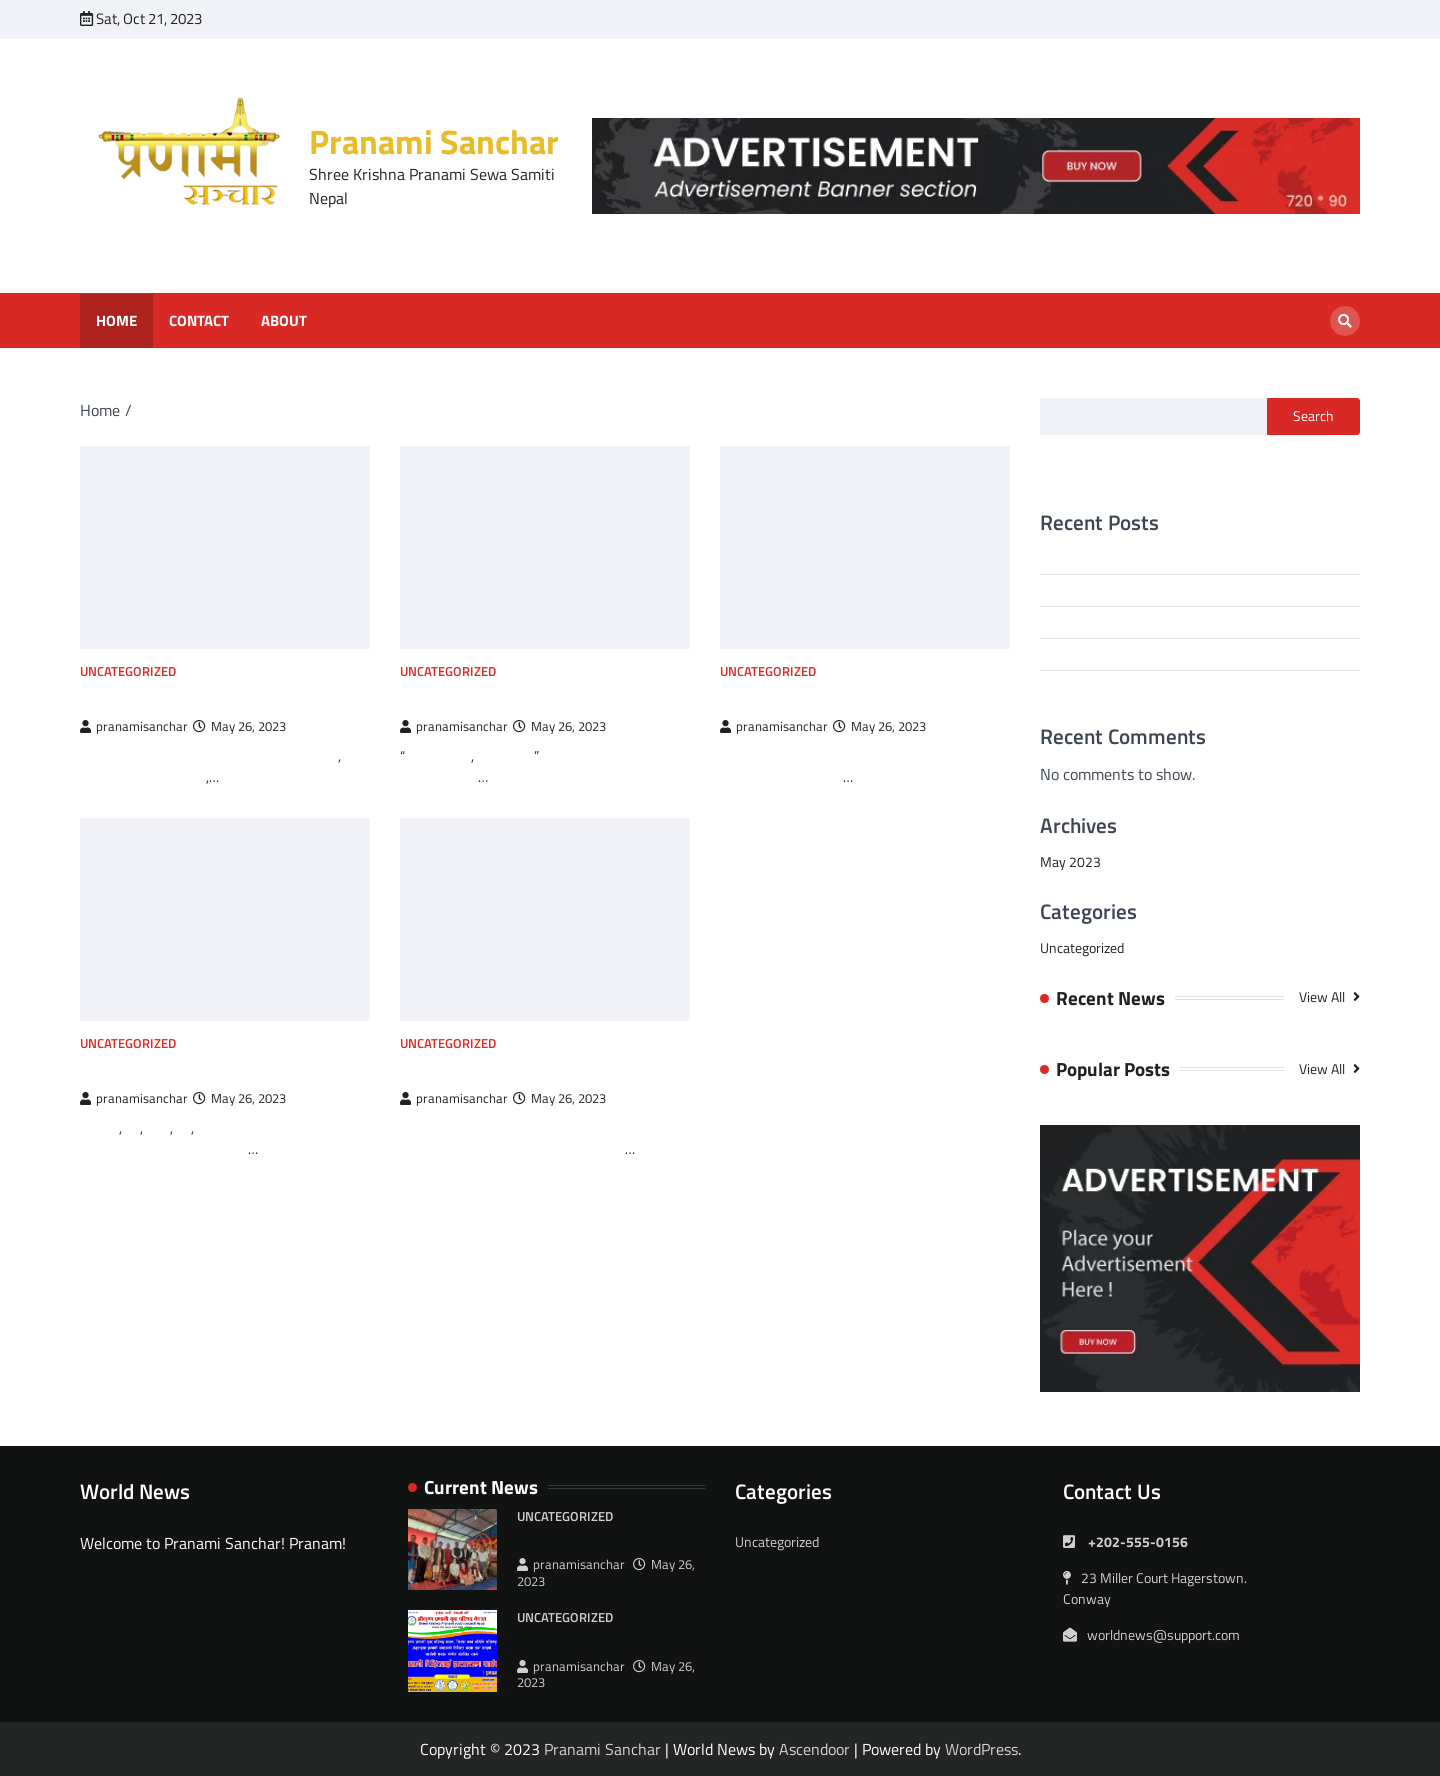 Sat, Oct 21, 2023
प्रणामी
सञ्चार
Pranami Sanchar
Shree Krishna Pranami Sewa Samiti
Nepal
ADVERTISEMENT
Advertisement Banner section
BUY NOW
720 * 90
HOME CONTACT ABOUT
Home /
UNCATEGORIZED
pranamisanchar May 26, 2023
,
,...
UNCATEGORIZED
pranamisanchar May 26, 2023
“ , ”
...
UNCATEGORIZED
pranamisanchar May 26, 2023
...
UNCATEGORIZED
pranamisanchar May 26, 2023
, , , , ,
...
UNCATEGORIZED
pranamisanchar May 26, 2023
...
Search
Recent Posts
Recent Comments
No comments to show.
Archives
May 2023
Categories
Uncategorized
Recent News View All
Popular Posts View All
ADVERTISEMENT
Place your
Advertisement
Here !
BUY NOW
World News
Welcome to Pranami Sanchar! Pranam!
Current News
UNCATEGORIZED
pranamisanchar May 26,
2023
UNCATEGORIZED
pranamisanchar May 26,
2023
Categories
Uncategorized
Contact Us
+202-555-0156
23 Miller Court Hagerstown.
Conway
worldnews@support.com
Copyright © 2023 Pranami Sanchar | World News by Ascendoor | Powered by WordPress.